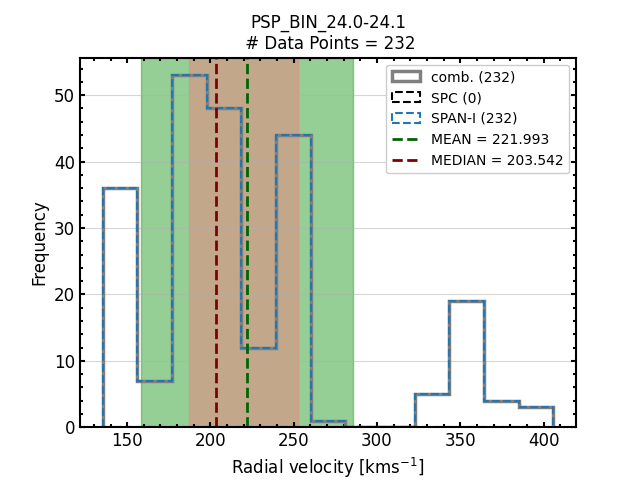 PSP_BIN_24.0-24.1
# Data Points = 232
comb. (232)
SPC (0)
SPAN-I (232)
MEAN = 221.993
MEDIAN = 203.542
Frequency
50
40
30
20
10
0
150 200 250 300 350 400
Radial velocity [kms⁻¹]